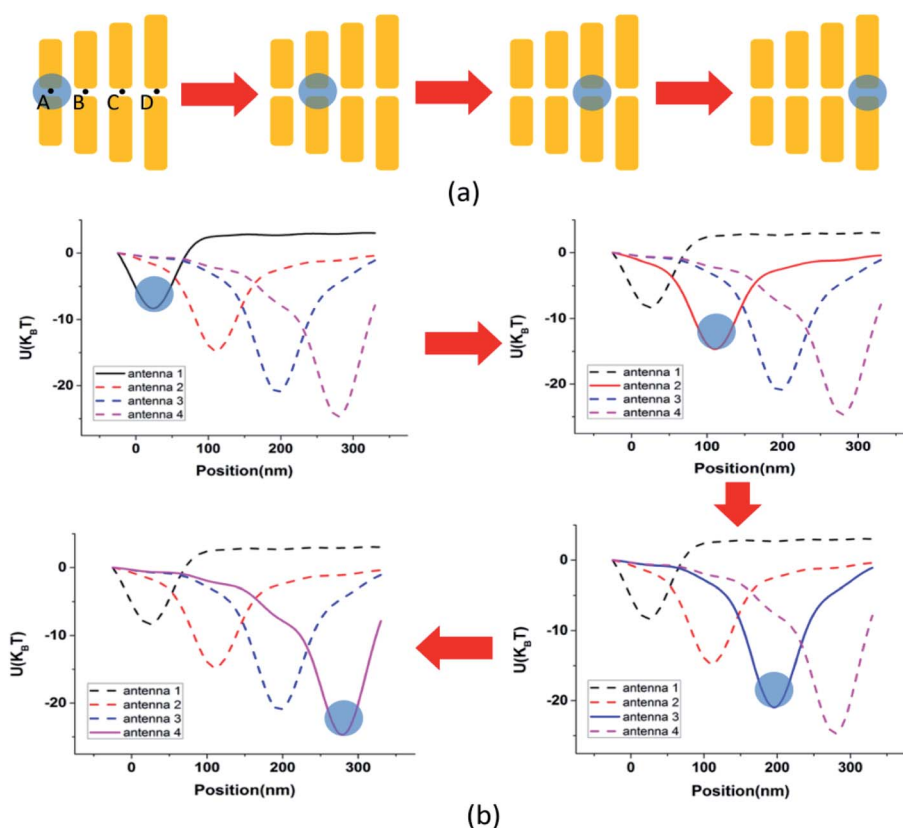 A B C D
(a)
0
-10
-20
U(K_BT)
antenna 1
antenna 2
antenna 3
antenna 4
0 100 200 300
Position(nm)
0
-10
-20
U(K_BT)
antenna 1
antenna 2
antenna 3
antenna 4
0 100 200 300
Position(nm)
0
-10
-20
U(K_BT)
antenna 1
antenna 2
antenna 3
antenna 4
0 100 200 300
Position(nm)
0
-10
-20
U(K_BT)
antenna 1
antenna 2
antenna 3
antenna 4
0 100 200 300
Position(nm)
(b)